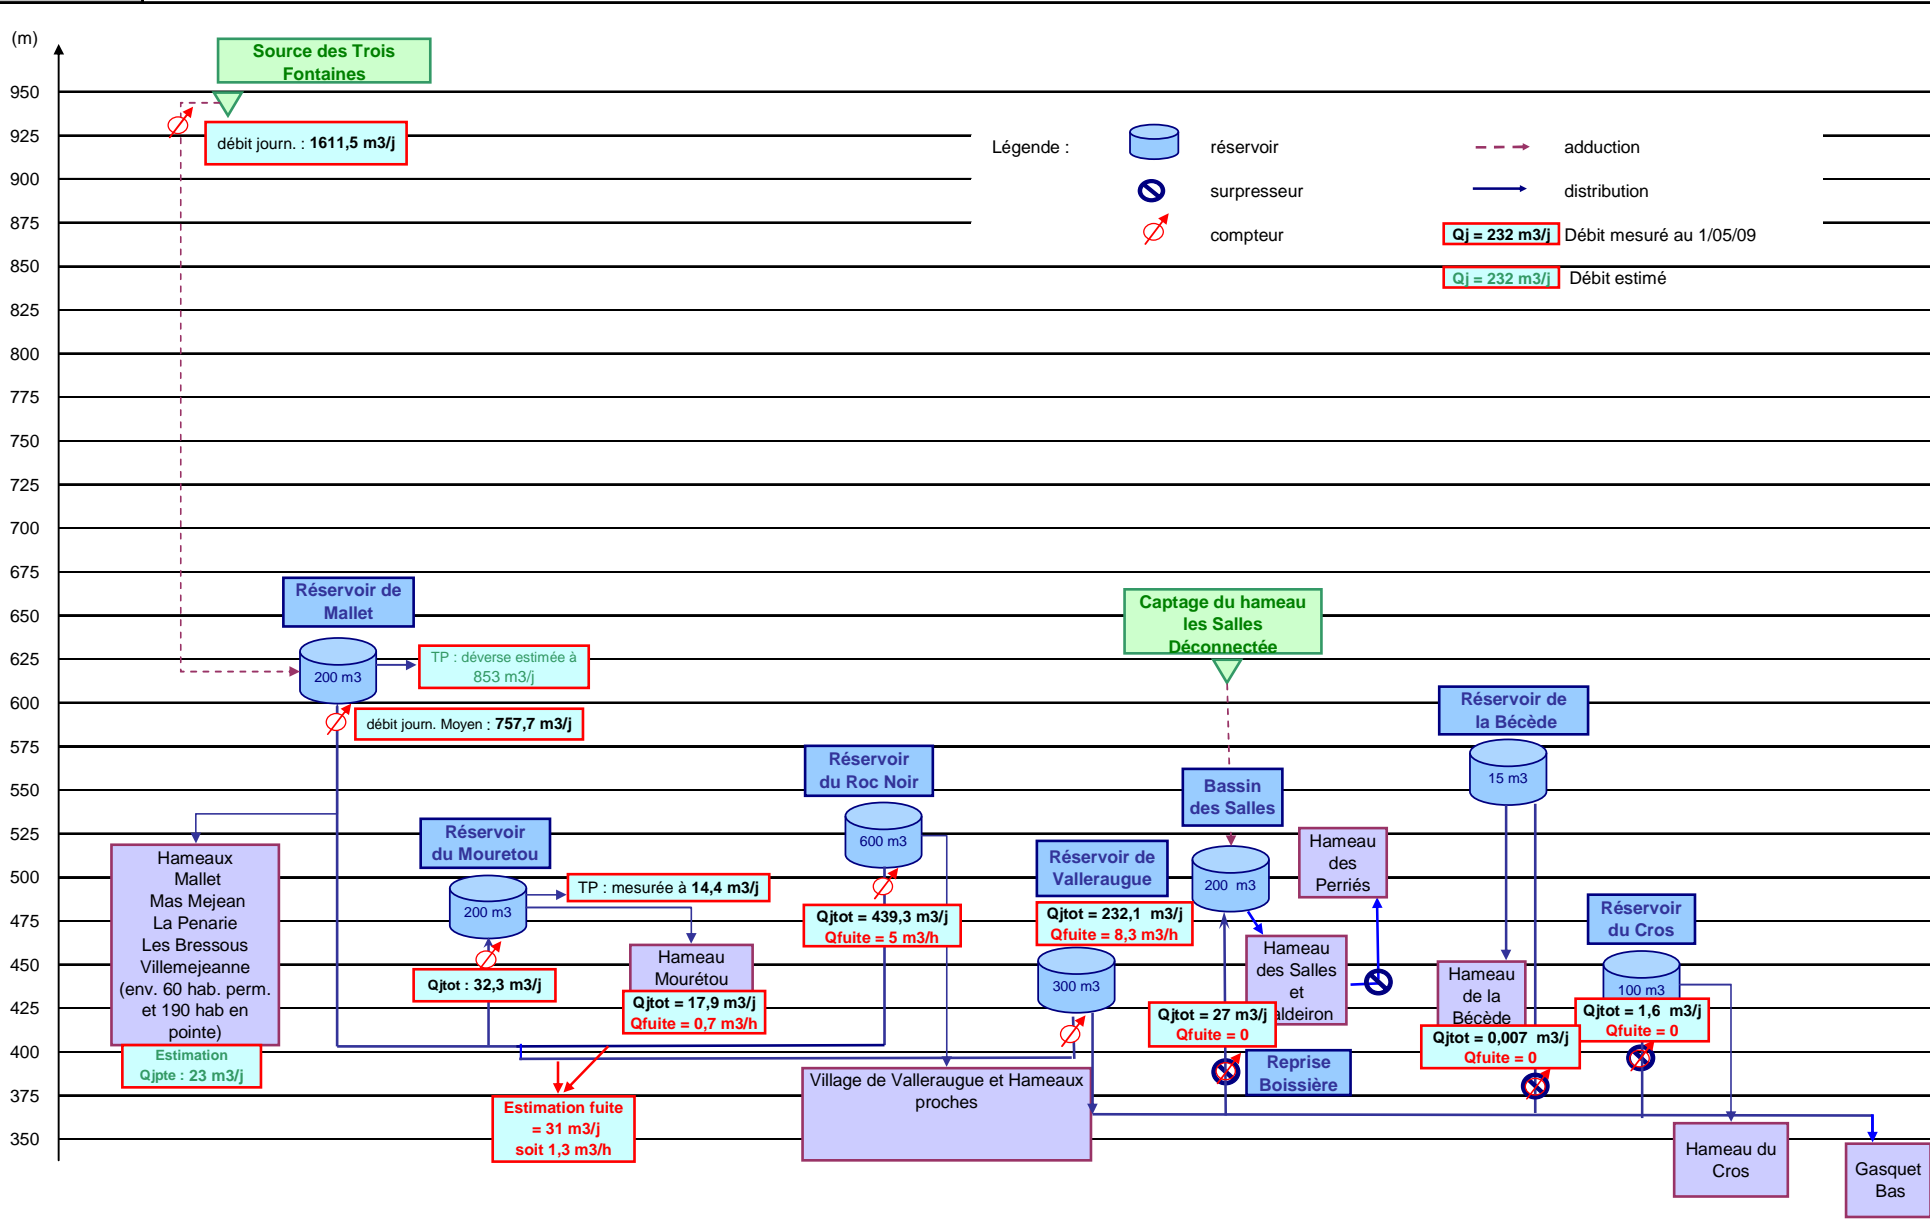 (m)
950
925
900
875
850
825
800
775
750
725
700
675
650
625
600
575
550
525
500
475
450
425
400
375
350
Source des Trois
Fontaines
débit journ. : 1611,5 m3/j
Légende :
réservoir
adduction
surpresseur
distribution
compteur
Qj = 232 m3/j
Débit mesuré au 1/05/09
Qj = 232 m3/j
Débit estimé
Réservoir de
Mallet
200 m3
TP : déverse estimée à
853 m3/j
débit journ. Moyen : 757,7 m3/j
Hameaux
Mallet
Mas Mejean
La Penarie
Les Bressous
Villemejeanne
(env. 60 hab. perm.
et 190 hab en
pointe)
Estimation
Qjpte : 23 m3/j
Réservoir
du Mouretou
200 m3
TP : mesurée à 14,4 m3/j
Qjtot : 32,3 m3/j
Hameau
Mourétou
Qjtot = 17,9 m3/j
Qfuite = 0,7 m3/h
Estimation fuite
= 31 m3/j
soit 1,3 m3/h
Réservoir
du Roc Noir
600 m3
Qjtot = 439,3 m3/j
Qfuite = 5 m3/h
Village de Valleraugue et Hameaux
proches
Réservoir de
Valleraugue
Qjtot = 232,1 m3/j
Qfuite = 8,3 m3/h
300 m3
Captage du hameau
les Salles
Déconnectée
Bassin
des Salles
200 m3
Hameau
des
Perriés
Hameau
des Salles
et
aldeiron
Qjtot = 27 m3/j
Qfuite = 0
Reprise
Boissière
Réservoir de
la Bécède
15 m3
Hameau
de la
Bécède
Qjtot = 0,007 m3/j
Qfuite = 0
Réservoir
du Cros
100 m3
Qjtot = 1,6 m3/j
Qfuite = 0
Hameau du
Cros
Gasquet
Bas